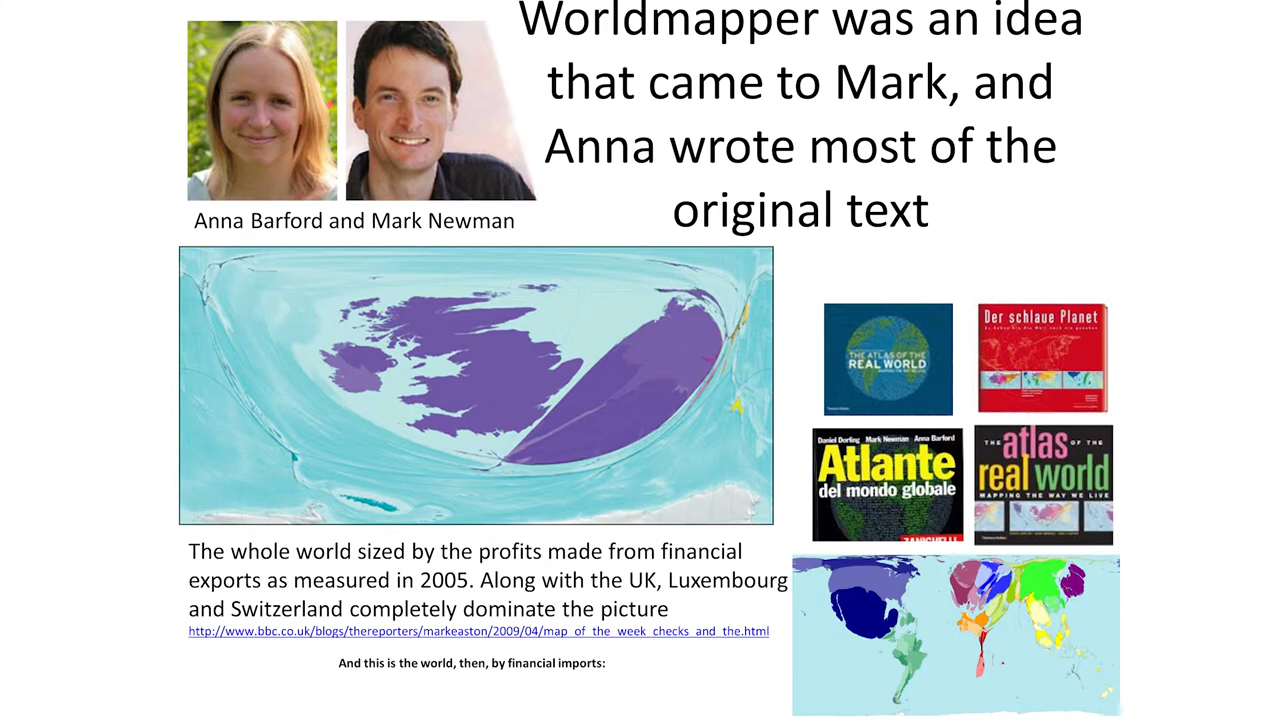 Worldmapper was an idea
that came to Mark, and
Anna wrote most of the
original text
Anna Barford and Mark Newman
THE ATLAS OF THE
REAL WORLD
Der schlaue Planet
Daniel Dorling Mark Newman Anna Barford
Atlante
del mondo globale
ZANICHELLI
THE atlas OF THE
real world
MAPPING THE WAY WE LIVE
The whole world sized by the profits made from financial
exports as measured in 2005. Along with the UK, Luxembourg
and Switzerland completely dominate the picture
http://www.bbc.co.uk/blogs/thereporters/markeaston/2009/04/map_of_the_week_checks_and_the.html
And this is the world, then, by financial imports: